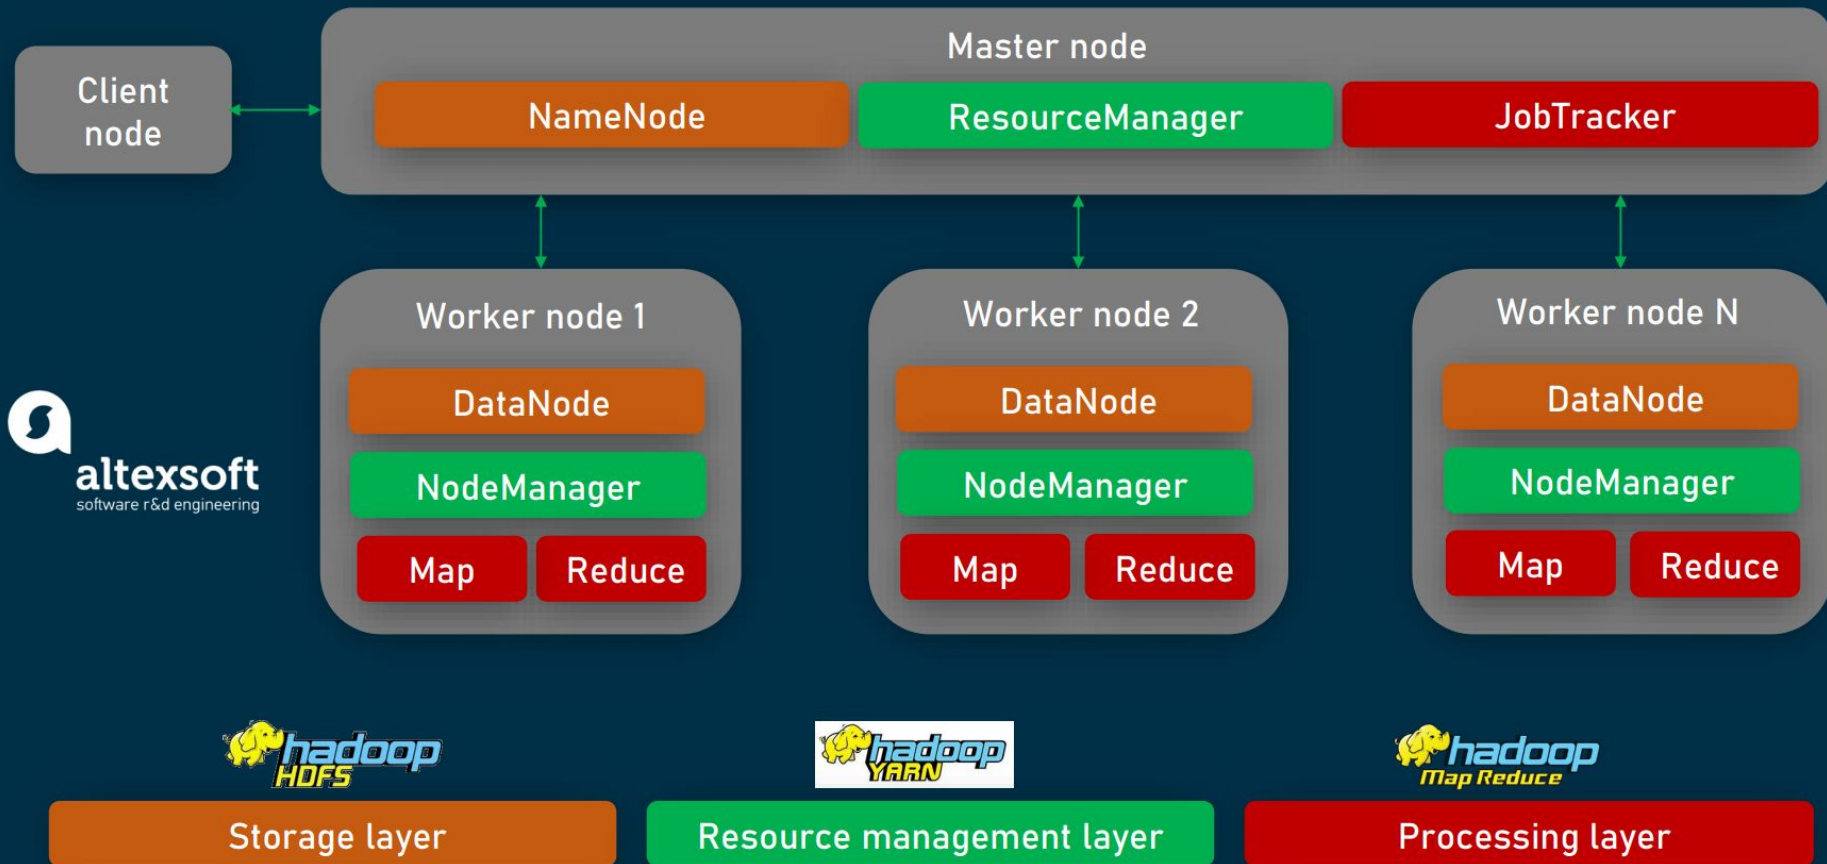 Master node
Client
node
NameNode
ResourceManager
JobTracker
Worker node 1
Worker node 2
Worker node N
DataNode
DataNode
DataNode
NodeManager
NodeManager
NodeManager
Map
Reduce
Map
Reduce
Map
Reduce
altexsoft
software r&d engineering
hadoop
HDFS
hadoop
YARN
hadoop
Map Reduce
Storage layer
Resource management layer
Processing layer